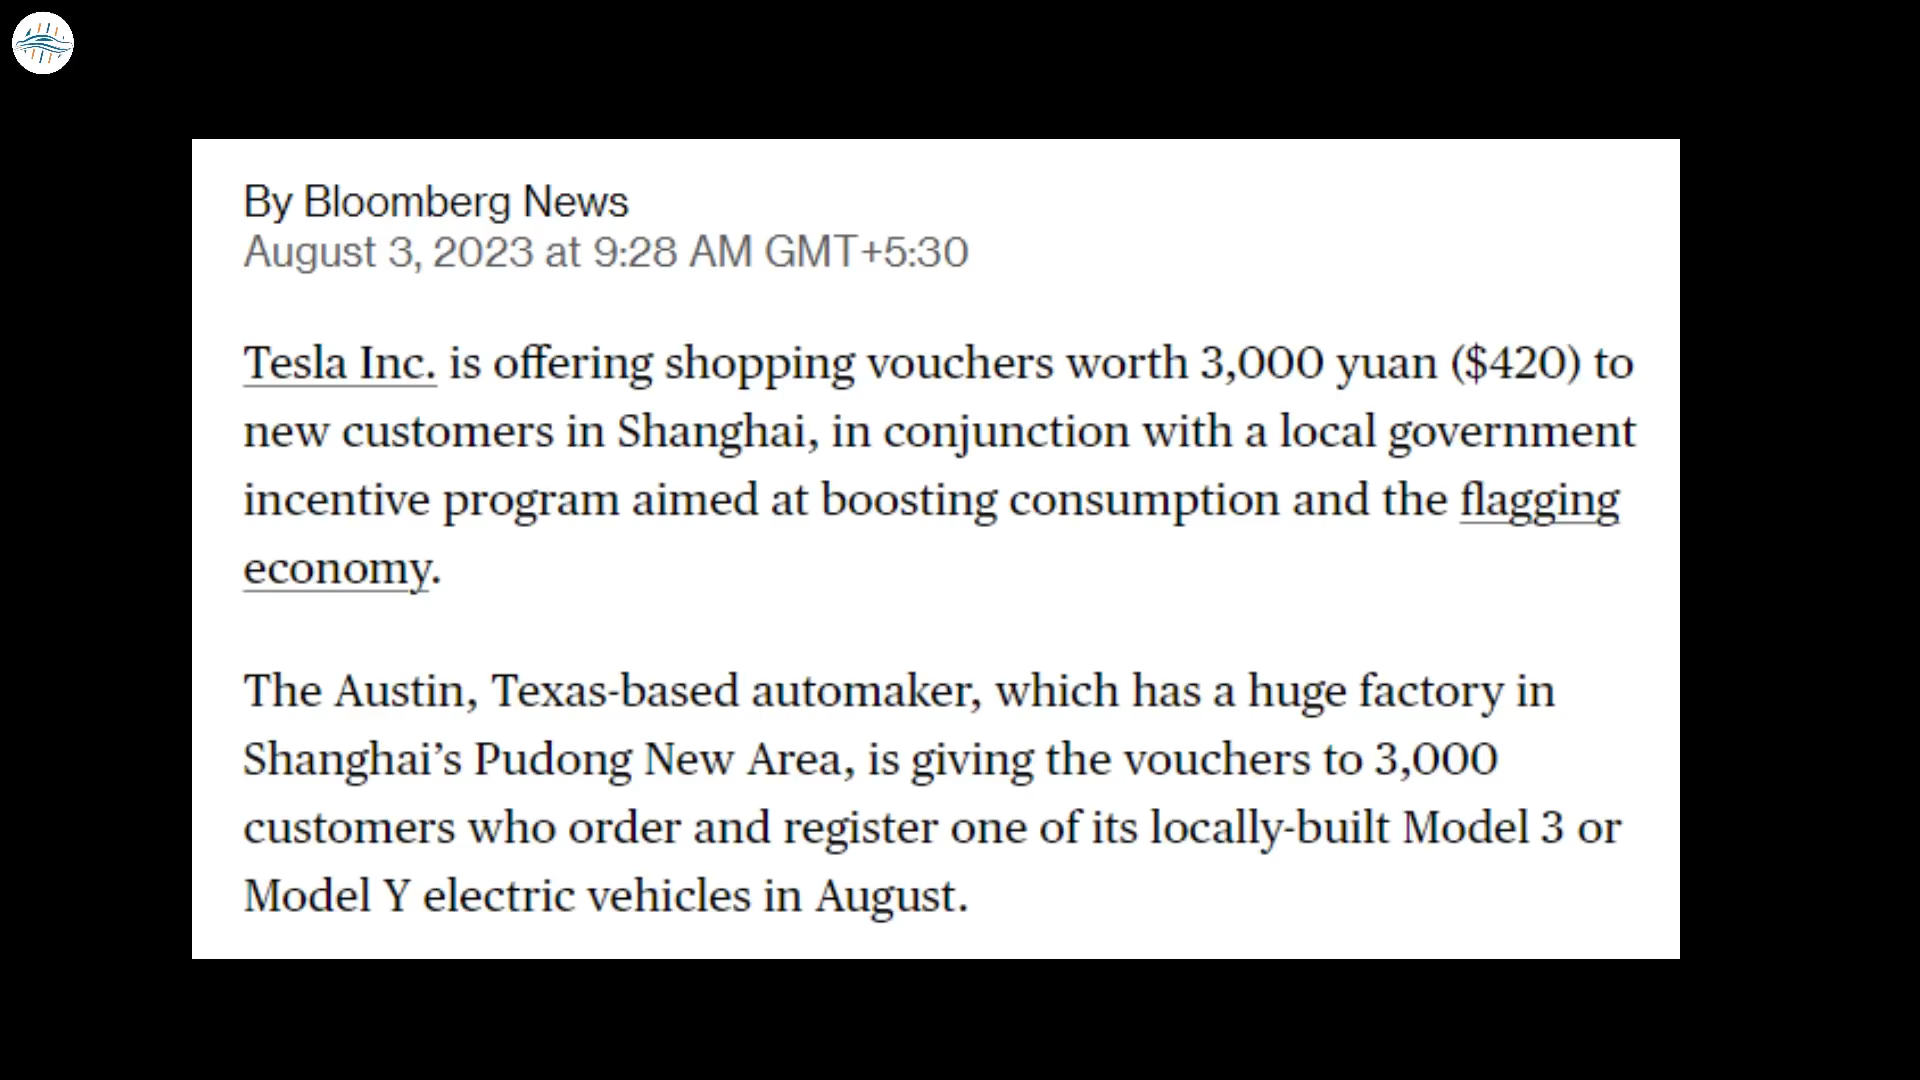 By Bloomberg News
August 3, 2023 at 9:28 AM GMT+5:30
Tesla Inc. is offering shopping vouchers worth 3,000 yuan ($420) to
new customers in Shanghai, in conjunction with a local government
incentive program aimed at boosting consumption and the flagging
economy.
The Austin, Texas-based automaker, which has a huge factory in
Shanghai’s Pudong New Area, is giving the vouchers to 3,000
customers who order and register one of its locally-built Model 3 or
Model Y electric vehicles in August.